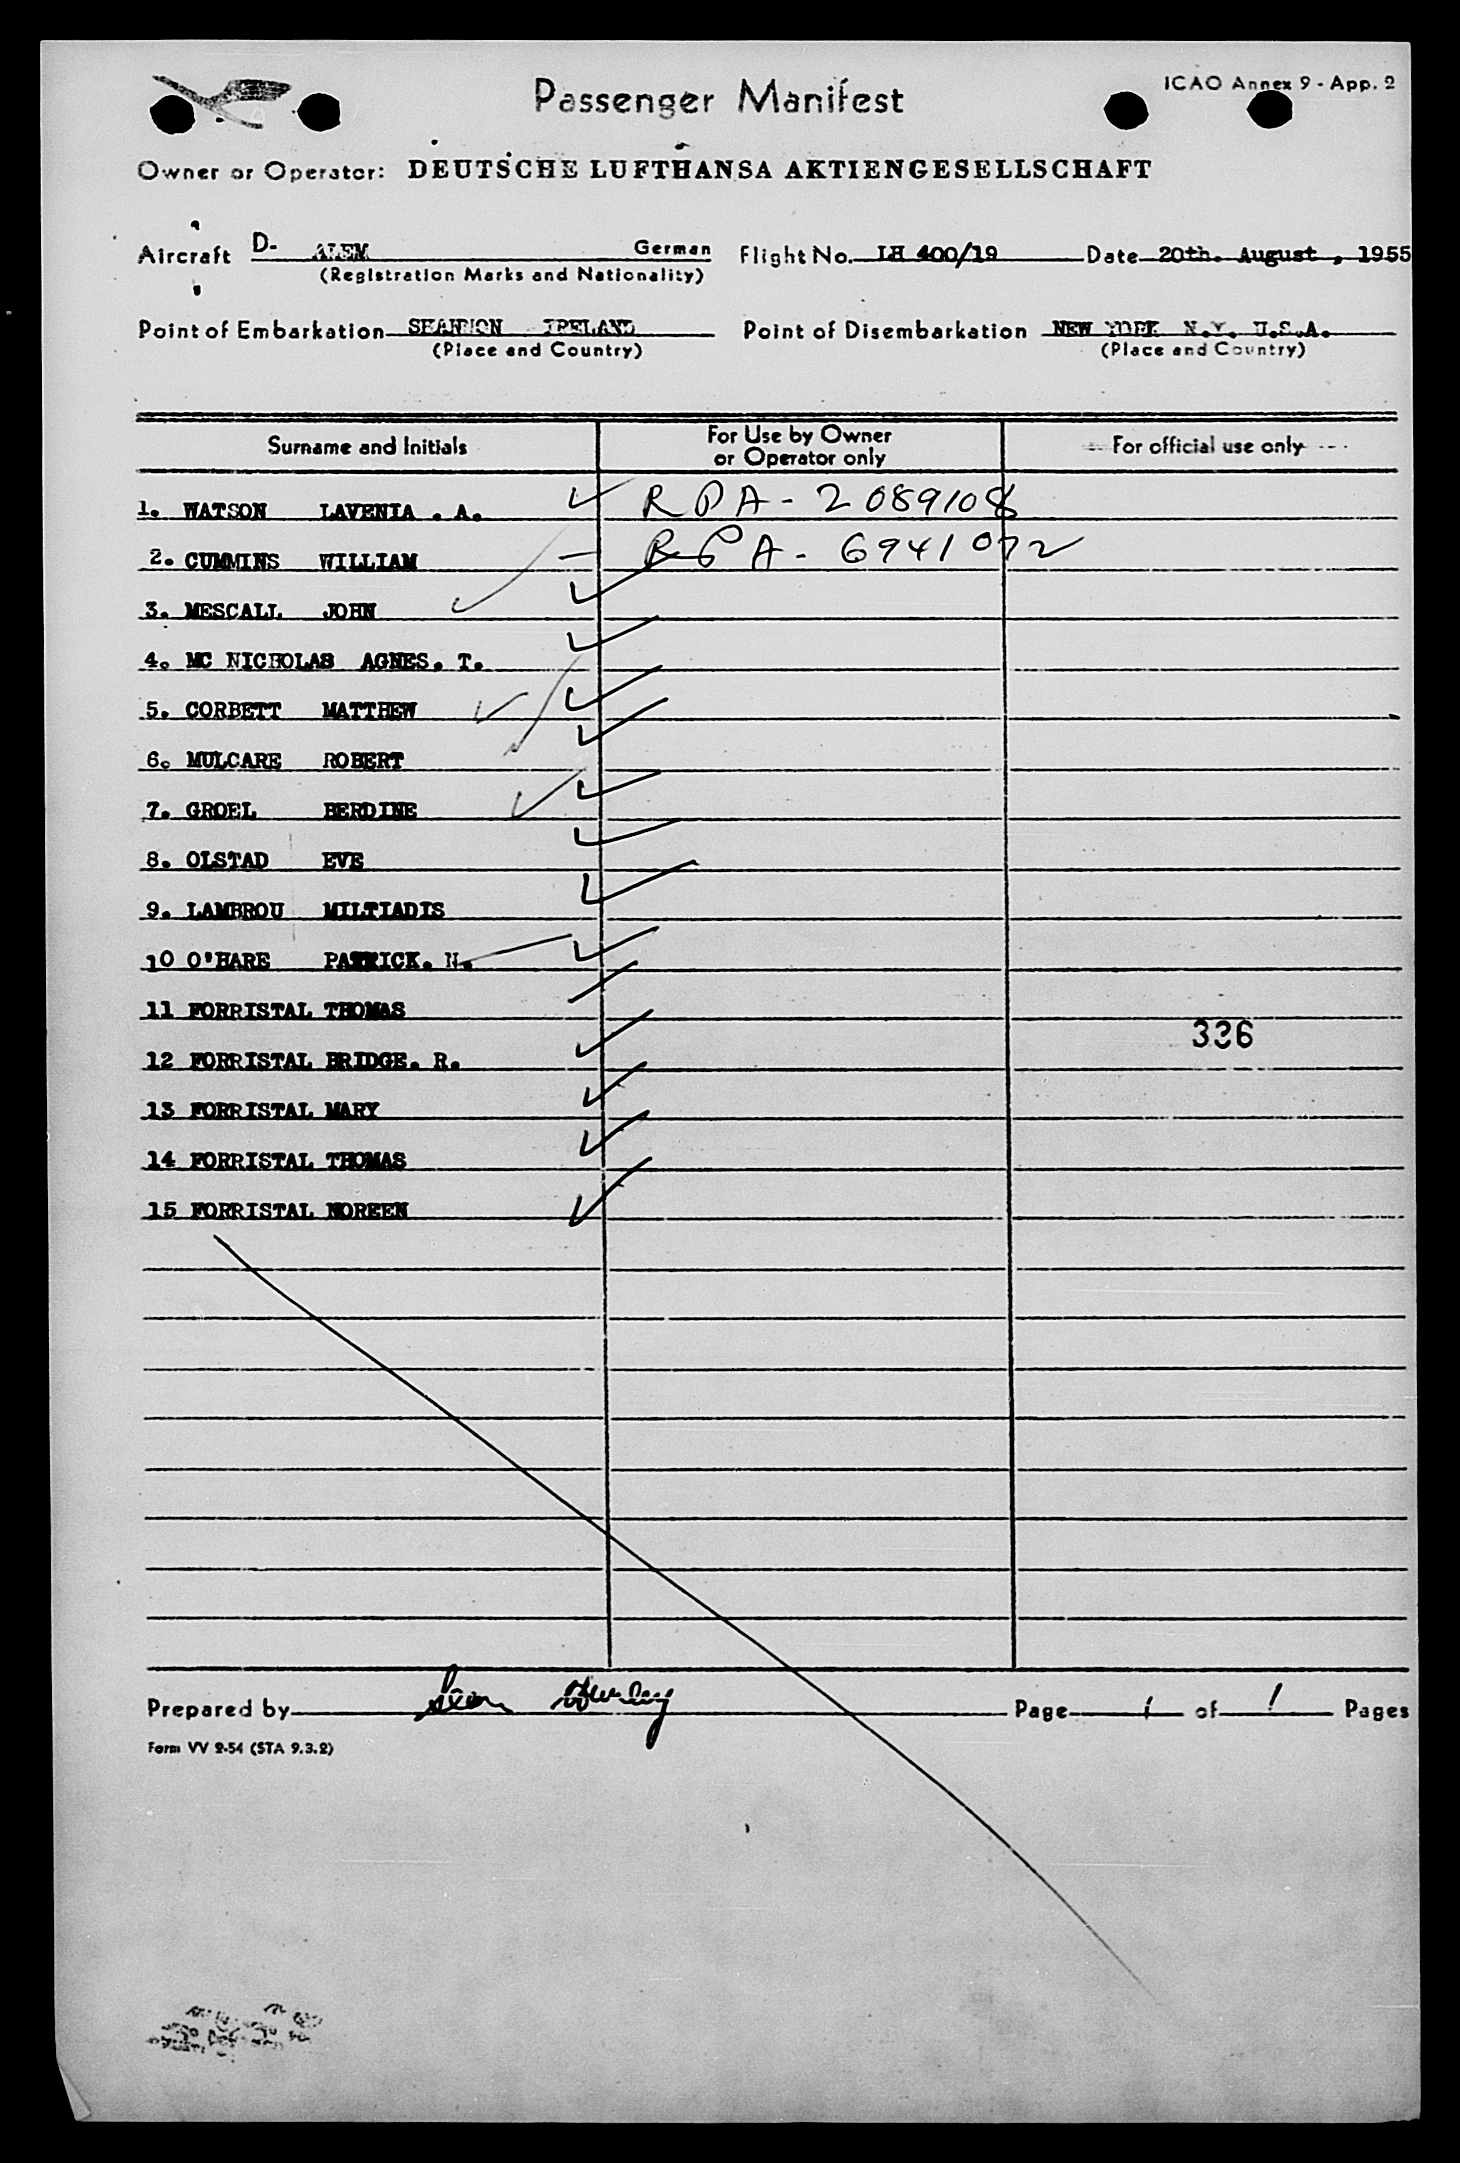 Passenger Manifest
ICAO Annex 9 - App. 2
Owner or Operator: DEUTSCHE LUFTHANSA AKTIENGESELLSCHAFT
Aircraft D- ALEM German Flight No. LH 400/19 Date 20th. August , 1955
(Registration Marks and Nationality)
Point of Embarkation SHANNON IRELAND Point of Disembarkation NEW YORK N.Y. U.S.A.
(Place and Country) (Place and Country)
Surname and Initials For Use by Owner or Operator only For official use only
1. WATSON LAVENIA . A. RPA - 2089108
2. CUMMINS WILLIAM RPA - 6941072
3. MESCALL JOHN
4. MC NICHOLAS AGNES. T.
5. CORBETT MATTHEW
6. MULCARE ROBERT
7. GROEL BERDINE
8. OLSTAD EVE
9. LAMBROU MILTIADIS
10 O'HARE PATRICK. N.
11 FORRISTAL THOMAS
336
12 FORRISTAL BRIDGE. R.
13 FORRISTAL MARY
14 FORRISTAL THOMAS
15 FORRISTAL NOREEN
Prepared by Page 1 of 1 Pages
Form VV 2-54 (STA 9.3.2)